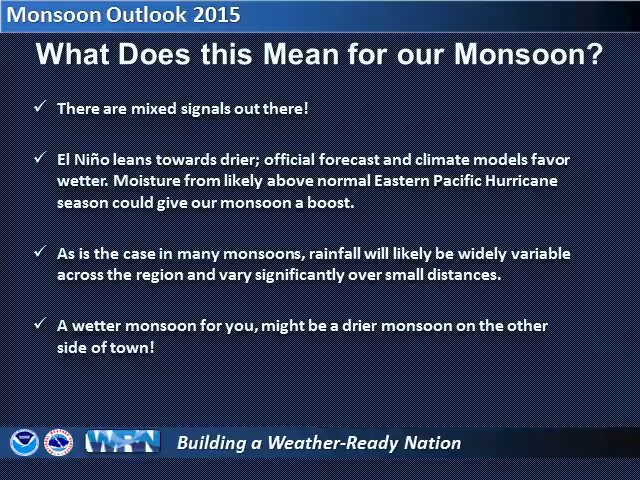 Monsoon Outlook 2015
What Does this Mean for our Monsoon?
✓ There are mixed signals out there!
✓ El Niño leans towards drier; official forecast and climate models favor
wetter. Moisture from likely above normal Eastern Pacific Hurricane
season could give our monsoon a boost.
✓ As is the case in many monsoons, rainfall will likely be widely variable
across the region and vary significantly over small distances.
✓ A wetter monsoon for you, might be a drier monsoon on the other
side of town!
Building a Weather-Ready Nation